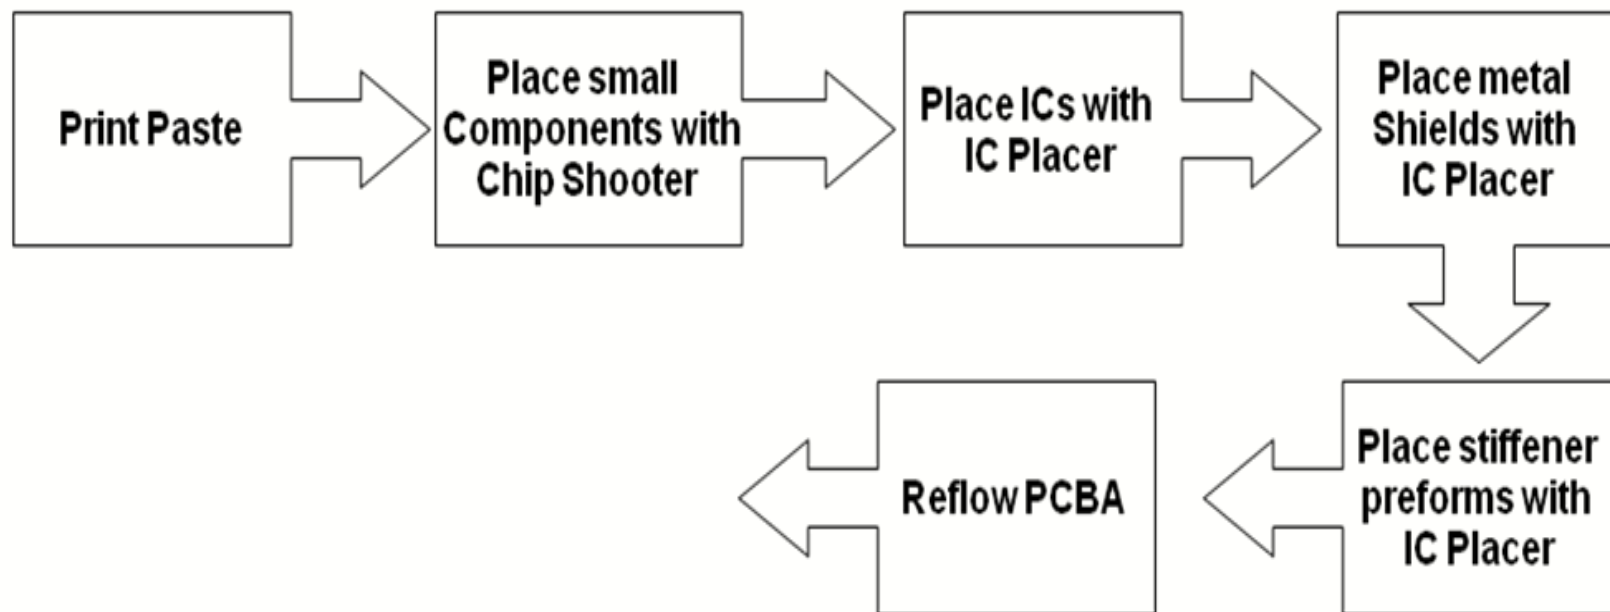 Print Paste
Place small
Components with
Chip Shooter
Place ICs with
IC Placer
Place metal
Shields with
IC Placer
Place stiffener
preforms with
IC Placer
Reflow PCBA